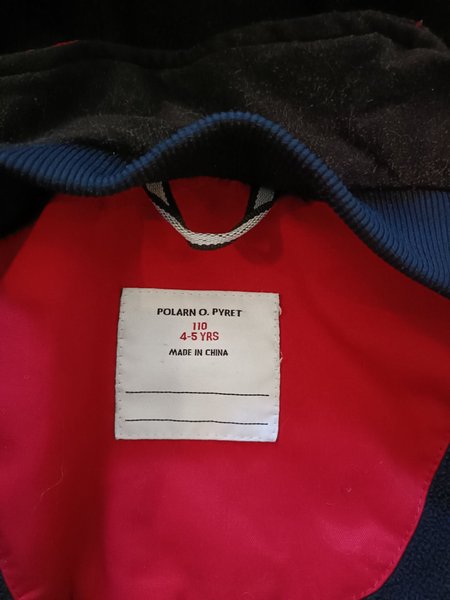 POLARN O. PYRET
110
4-5 YRS
MADE IN CHINA